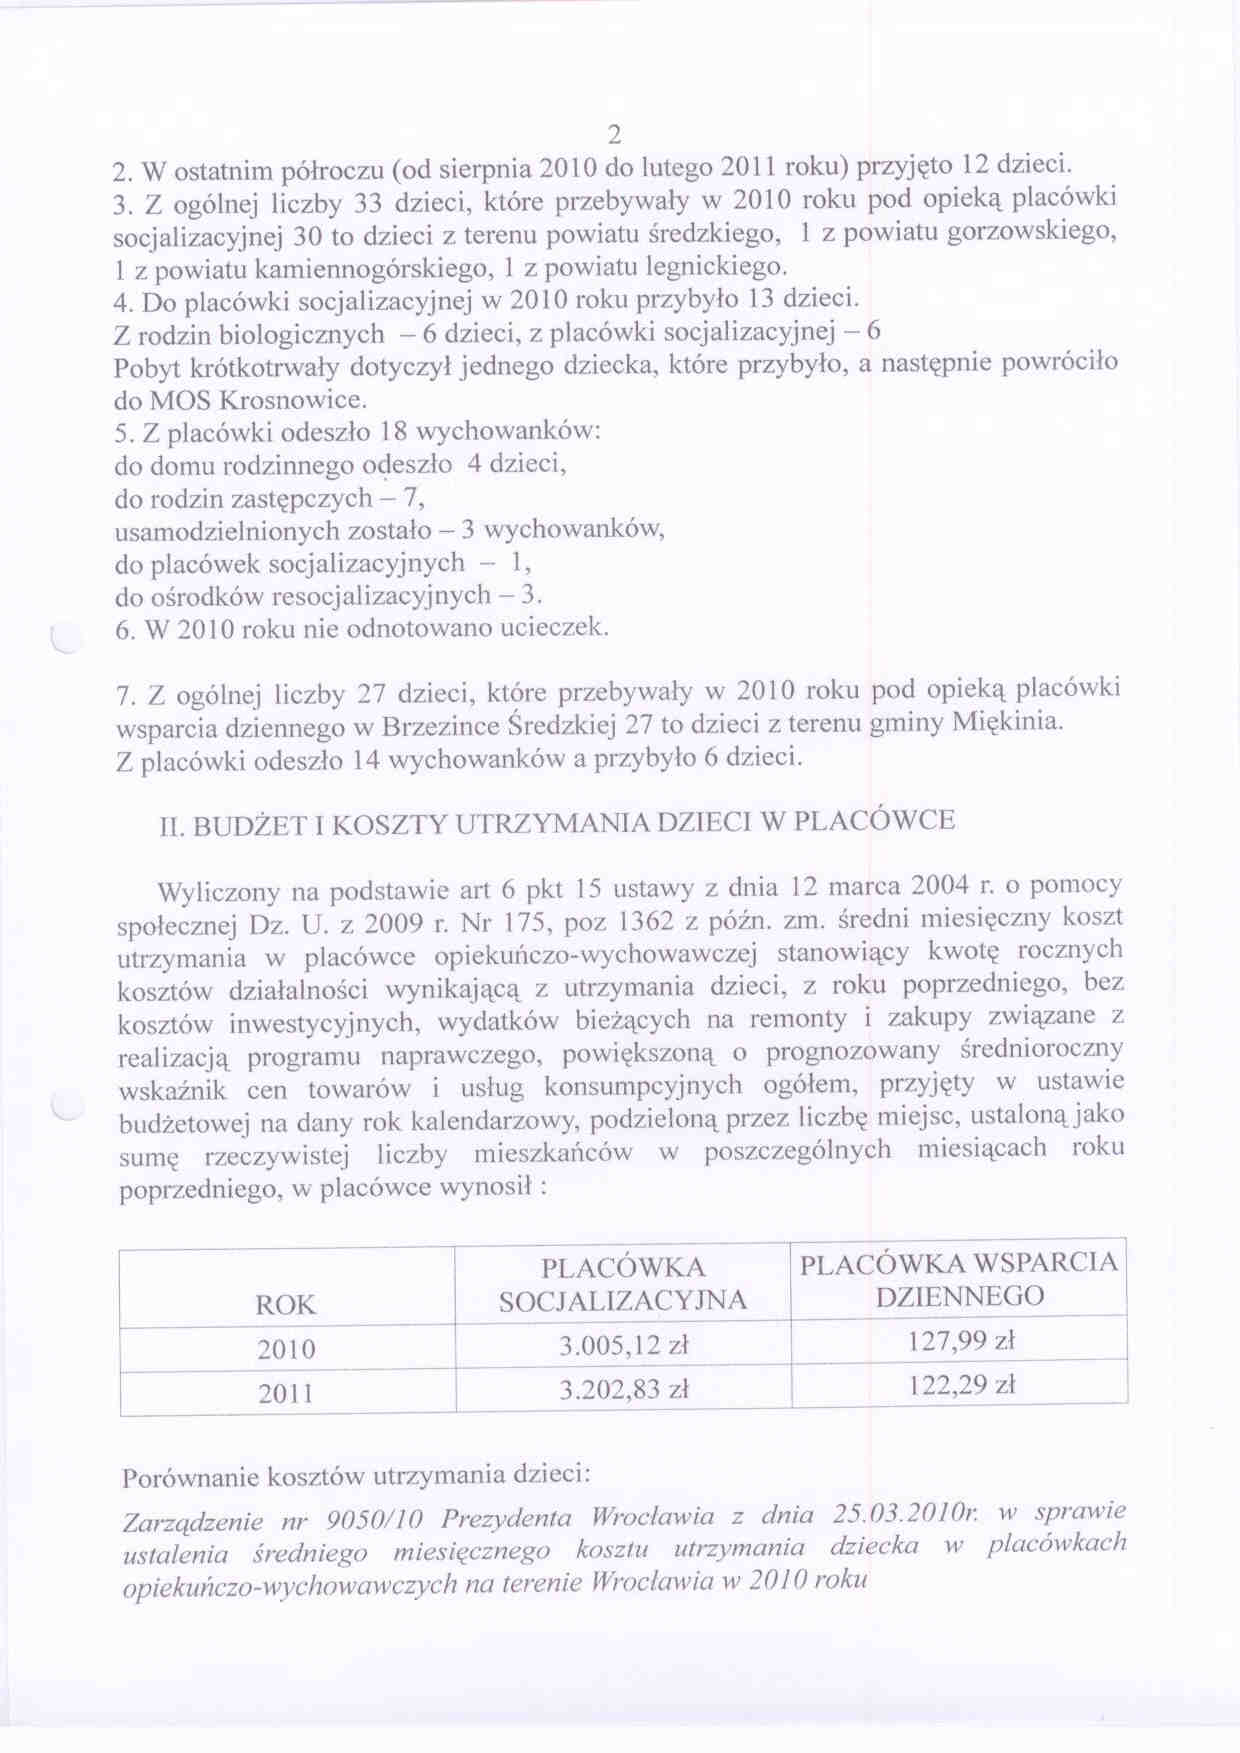 2
2. W ostatnim półroczu (od sierpnia 2010 do lutego 2011 roku) przyjęto 12 dzieci.
3. Z ogólnej liczby 33 dzieci, które przebywały w 2010 roku pod opieką placówki
socjalizacyjnej 30 to dzieci z terenu powiatu średzkiego, 1 z powiatu gorzowskiego,
1 z powiatu kamiennogórskiego, 1 z powiatu legnickiego.
4. Do placówki socjalizacyjnej w 2010 roku przybyło 13 dzieci.
Z rodzin biologicznych – 6 dzieci, z placówki socjalizacyjnej – 6
Pobyt krótkotrwały dotyczył jednego dziecka, które przybyło, a następnie powróciło
do MOS Krosnowice.
5. Z placówki odeszło 18 wychowanków:
do domu rodzinnego odeszło 4 dzieci,
do rodzin zastępczych – 7,
usamodzielnionych zostało – 3 wychowanków,
do placówek socjalizacyjnych – 1,
do ośrodków resocjalizacyjnych – 3.
6. W 2010 roku nie odnotowano ucieczek.
7. Z ogólnej liczby 27 dzieci, które przebywały w 2010 roku pod opieką placówki
wsparcia dziennego w Brzezince Średzkiej 27 to dzieci z terenu gminy Miękinia.
Z placówki odeszło 14 wychowanków a przybyło 6 dzieci.
II. BUDŻET I KOSZTY UTRZYMANIA DZIECI W PLACÓWCE
Wyliczony na podstawie art 6 pkt 15 ustawy z dnia 12 marca 2004 r. o pomocy
społecznej Dz. U. z 2009 r. Nr 175, poz 1362 z późn. zm. średni miesięczny koszt
utrzymania w placówce opiekuńczo-wychowawczej stanowiący kwotę rocznych
kosztów działalności wynikającą z utrzymania dzieci, z roku poprzedniego, bez
kosztów inwestycyjnych, wydatków bieżących na remonty i zakupy związane z
realizacją programu naprawczego, powiększoną o prognozowany średnioroczny
wskaźnik cen towarów i usług konsumpcyjnych ogółem, przyjęty w ustawie
budżetowej na dany rok kalendarzowy, podzieloną przez liczbę miejsc, ustaloną jako
sumę rzeczywistej liczby mieszkańców w poszczególnych miesiącach roku
poprzedniego, w placówce wynosił :
ROK PLACÓWKA SOCJALIZACYJNA PLACÓWKA WSPARCIA DZIENNEGO
2010 3.005,12 zł 127,99 zł
2011 3.202,83 zł 122,29 zł
Porównanie kosztów utrzymania dzieci:
Zarządzenie nr 9050/10 Prezydenta Wrocławia z dnia 25.03.2010r. w sprawie
ustalenia średniego miesięcznego kosztu utrzymania dziecka w placówkach
opiekuńczo-wychowawczych na terenie Wrocławia w 2010 roku